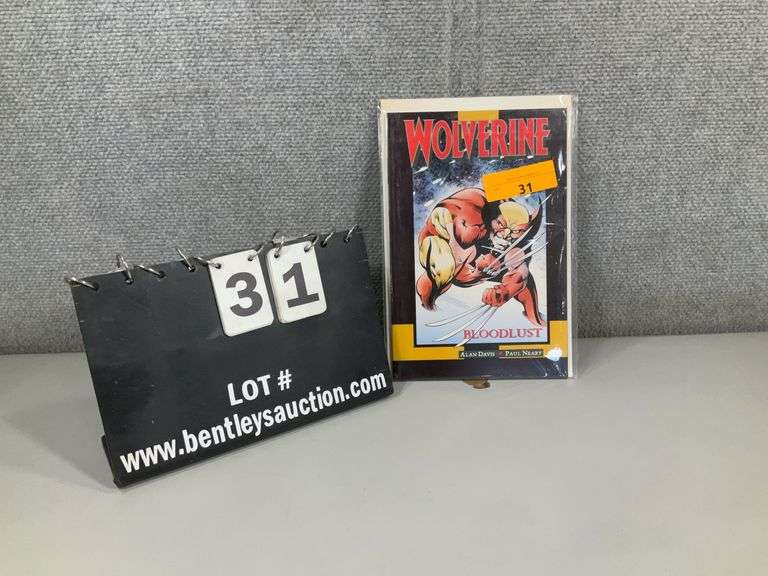 31
LOT #
www.bentleysauction.com
WOLVERINE
31
BLOODLUST
ALAN DAVIS PAUL NEARY